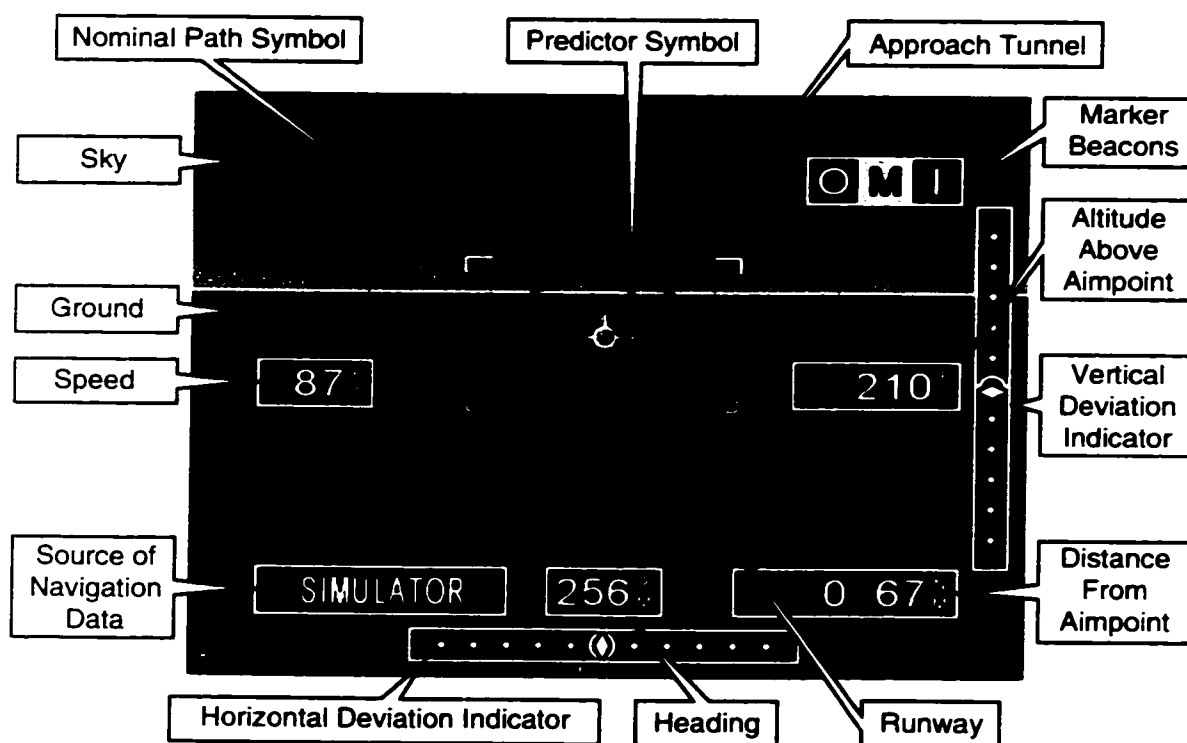 Nominal Path Symbol
Predictor Symbol
Approach Tunnel
Sky
Marker
Beacons
O M I
Altitude
Above
Aimpoint
Ground
Speed
87
210
Vertical
Deviation
Indicator
Source of
Navigation
Data
SIMULATOR
256
0 67
Distance
From
Aimpoint
Horizontal Deviation Indicator
Heading
Runway